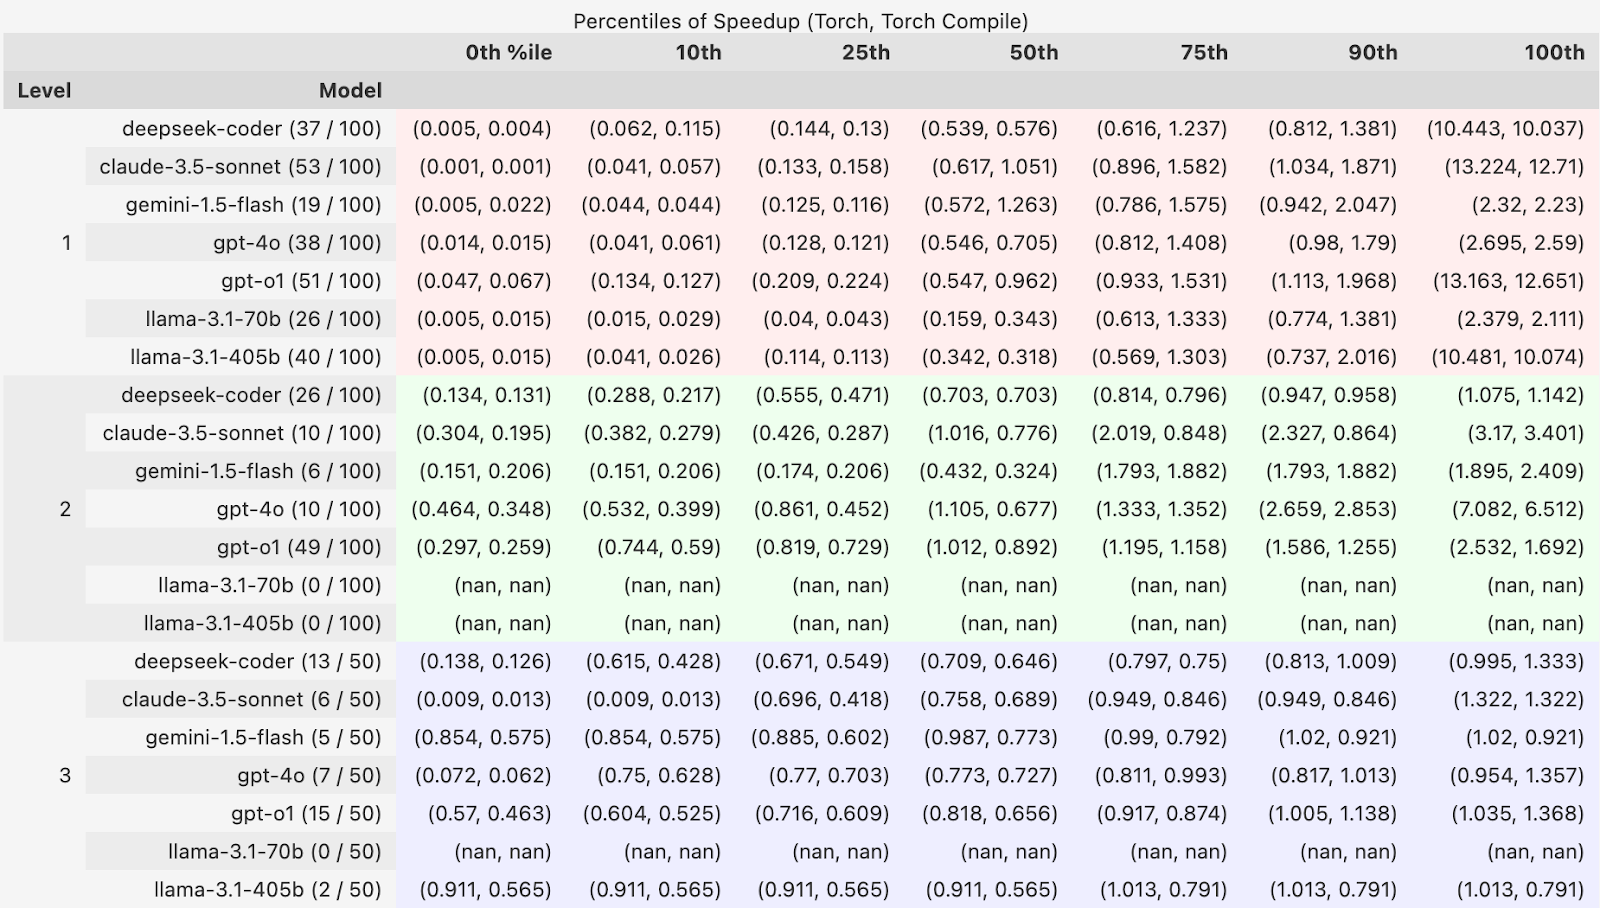 Percentiles of Speedup (Torch, Torch Compile)
0th %ile 10th 25th 50th 75th 90th 100th
Level Model
deepseek-coder (37 / 100) (0.005, 0.004) (0.062, 0.115) (0.144, 0.13) (0.539, 0.576) (0.616, 1.237) (0.812, 1.381) (10.443, 10.037)
claude-3.5-sonnet (53 / 100) (0.001, 0.001) (0.041, 0.057) (0.133, 0.158) (0.617, 1.051) (0.896, 1.582) (1.034, 1.871) (13.224, 12.71)
gemini-1.5-flash (19 / 100) (0.005, 0.022) (0.044, 0.044) (0.125, 0.116) (0.572, 1.263) (0.786, 1.575) (0.942, 2.047) (2.32, 2.23)
1 gpt-4o (38 / 100) (0.014, 0.015) (0.041, 0.061) (0.128, 0.121) (0.546, 0.705) (0.812, 1.408) (0.98, 1.79) (2.695, 2.59)
gpt-o1 (51 / 100) (0.047, 0.067) (0.134, 0.127) (0.209, 0.224) (0.547, 0.962) (0.933, 1.531) (1.113, 1.968) (13.163, 12.651)
llama-3.1-70b (26 / 100) (0.005, 0.015) (0.015, 0.029) (0.04, 0.043) (0.159, 0.343) (0.613, 1.333) (0.774, 1.381) (2.379, 2.111)
llama-3.1-405b (40 / 100) (0.005, 0.015) (0.041, 0.026) (0.114, 0.113) (0.342, 0.318) (0.569, 1.303) (0.737, 2.016) (10.481, 10.074)
deepseek-coder (26 / 100) (0.134, 0.131) (0.288, 0.217) (0.555, 0.471) (0.703, 0.703) (0.814, 0.796) (0.947, 0.958) (1.075, 1.142)
claude-3.5-sonnet (10 / 100) (0.304, 0.195) (0.382, 0.279) (0.426, 0.287) (1.016, 0.776) (2.019, 0.848) (2.327, 0.864) (3.17, 3.401)
gemini-1.5-flash (6 / 100) (0.151, 0.206) (0.151, 0.206) (0.174, 0.206) (0.432, 0.324) (1.793, 1.882) (1.793, 1.882) (1.895, 2.409)
2 gpt-4o (10 / 100) (0.464, 0.348) (0.532, 0.399) (0.861, 0.452) (1.105, 0.677) (1.333, 1.352) (2.659, 2.853) (7.082, 6.512)
gpt-o1 (49 / 100) (0.297, 0.259) (0.744, 0.59) (0.819, 0.729) (1.012, 0.892) (1.195, 1.158) (1.586, 1.255) (2.532, 1.692)
llama-3.1-70b (0 / 100) (nan, nan) (nan, nan) (nan, nan) (nan, nan) (nan, nan) (nan, nan) (nan, nan)
llama-3.1-405b (0 / 100) (nan, nan) (nan, nan) (nan, nan) (nan, nan) (nan, nan) (nan, nan) (nan, nan)
deepseek-coder (13 / 50) (0.138, 0.126) (0.615, 0.428) (0.671, 0.549) (0.709, 0.646) (0.797, 0.75) (0.813, 1.009) (0.995, 1.333)
claude-3.5-sonnet (6 / 50) (0.009, 0.013) (0.009, 0.013) (0.696, 0.418) (0.758, 0.689) (0.949, 0.846) (0.949, 0.846) (1.322, 1.322)
gemini-1.5-flash (5 / 50) (0.854, 0.575) (0.854, 0.575) (0.885, 0.602) (0.987, 0.773) (0.99, 0.792) (1.02, 0.921) (1.02, 0.921)
3 gpt-4o (7 / 50) (0.072, 0.062) (0.75, 0.628) (0.77, 0.703) (0.773, 0.727) (0.811, 0.993) (0.817, 1.013) (0.954, 1.357)
gpt-o1 (15 / 50) (0.57, 0.463) (0.604, 0.525) (0.716, 0.609) (0.818, 0.656) (0.917, 0.874) (1.005, 1.138) (1.035, 1.368)
llama-3.1-70b (0 / 50) (nan, nan) (nan, nan) (nan, nan) (nan, nan) (nan, nan) (nan, nan) (nan, nan)
llama-3.1-405b (2 / 50) (0.911, 0.565) (0.911, 0.565) (0.911, 0.565) (0.911, 0.565) (1.013, 0.791) (1.013, 0.791) (1.013, 0.791)